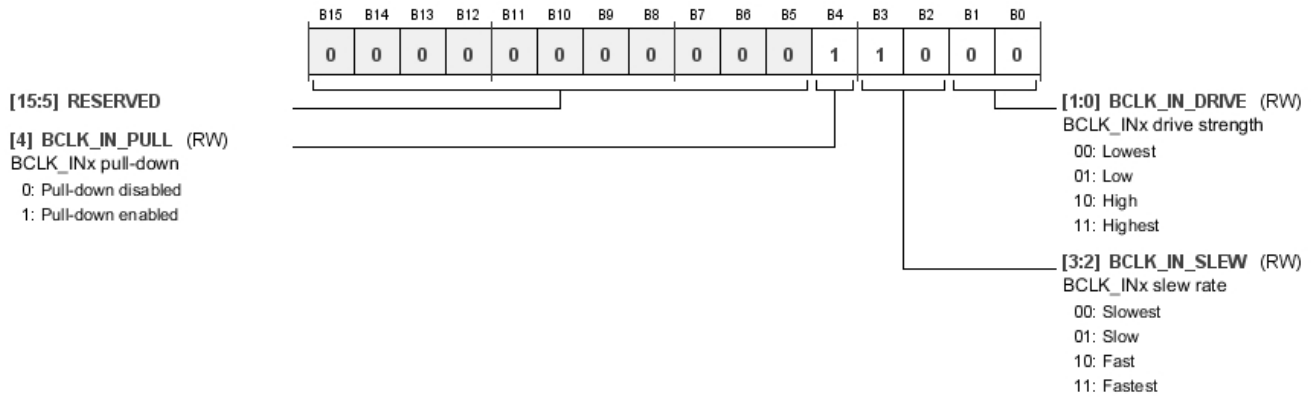 B15 B14 B13 B12 B11 B10 B9 B8 B7 B6 B5 B4 B3 B2 B1 B0
0 0 0 0 0 0 0 0 0 0 0 1 1 0 0 0
[15:5] RESERVED
[4] BCLK_IN_PULL (RW)
BCLK_INx pull-down
0: Pull-down disabled
1: Pull-down enabled
[1:0] BCLK_IN_DRIVE (RW)
BCLK_INx drive strength
00: Lowest
01: Low
10: High
11: Highest
[3:2] BCLK_IN_SLEW (RW)
BCLK_INx slew rate
00: Slowest
01: Slow
10: Fast
11: Fastest